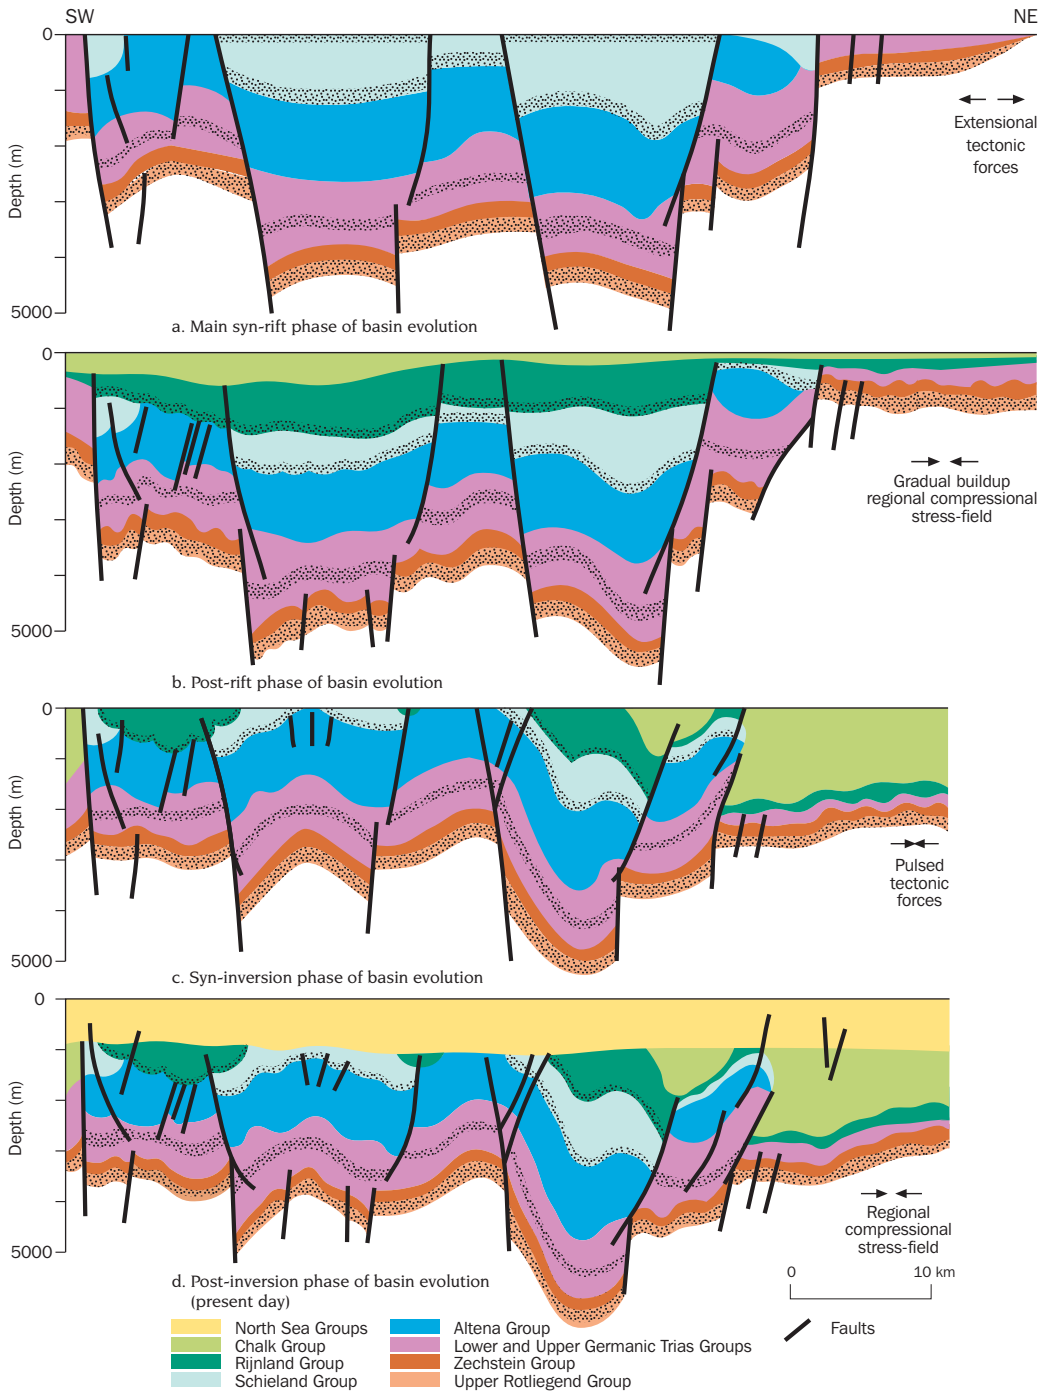 SW
NE
0
Depth (m)
5000
Extensional
tectonic
forces
a. Main syn-rift phase of basin evolution
0
Depth (m)
5000
Gradual buildup
regional compressional
stress-field
b. Post-rift phase of basin evolution
0
Depth (m)
5000
Pulsed
tectonic
forces
c. Syn-inversion phase of basin evolution
0
Depth (m)
5000
Regional
compressional
stress-field
d. Post-inversion phase of basin evolution
(present day)
0
10 km
North Sea Groups
Chalk Group
Rijnland Group
Schieland Group
Altena Group
Lower and Upper Germanic Trias Groups
Zechstein Group
Upper Rotliegend Group
Faults